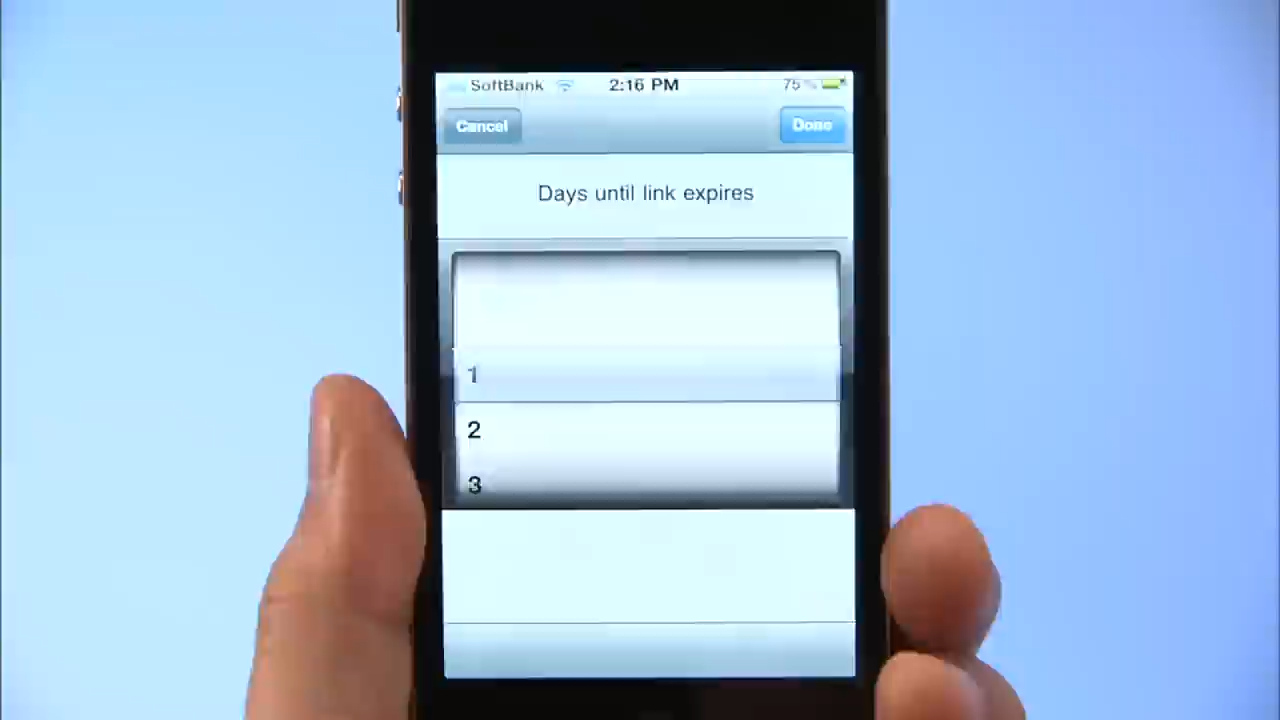 SoftBank 2:16 PM 75%
Cancel Done
Days until link expires
1
2
3